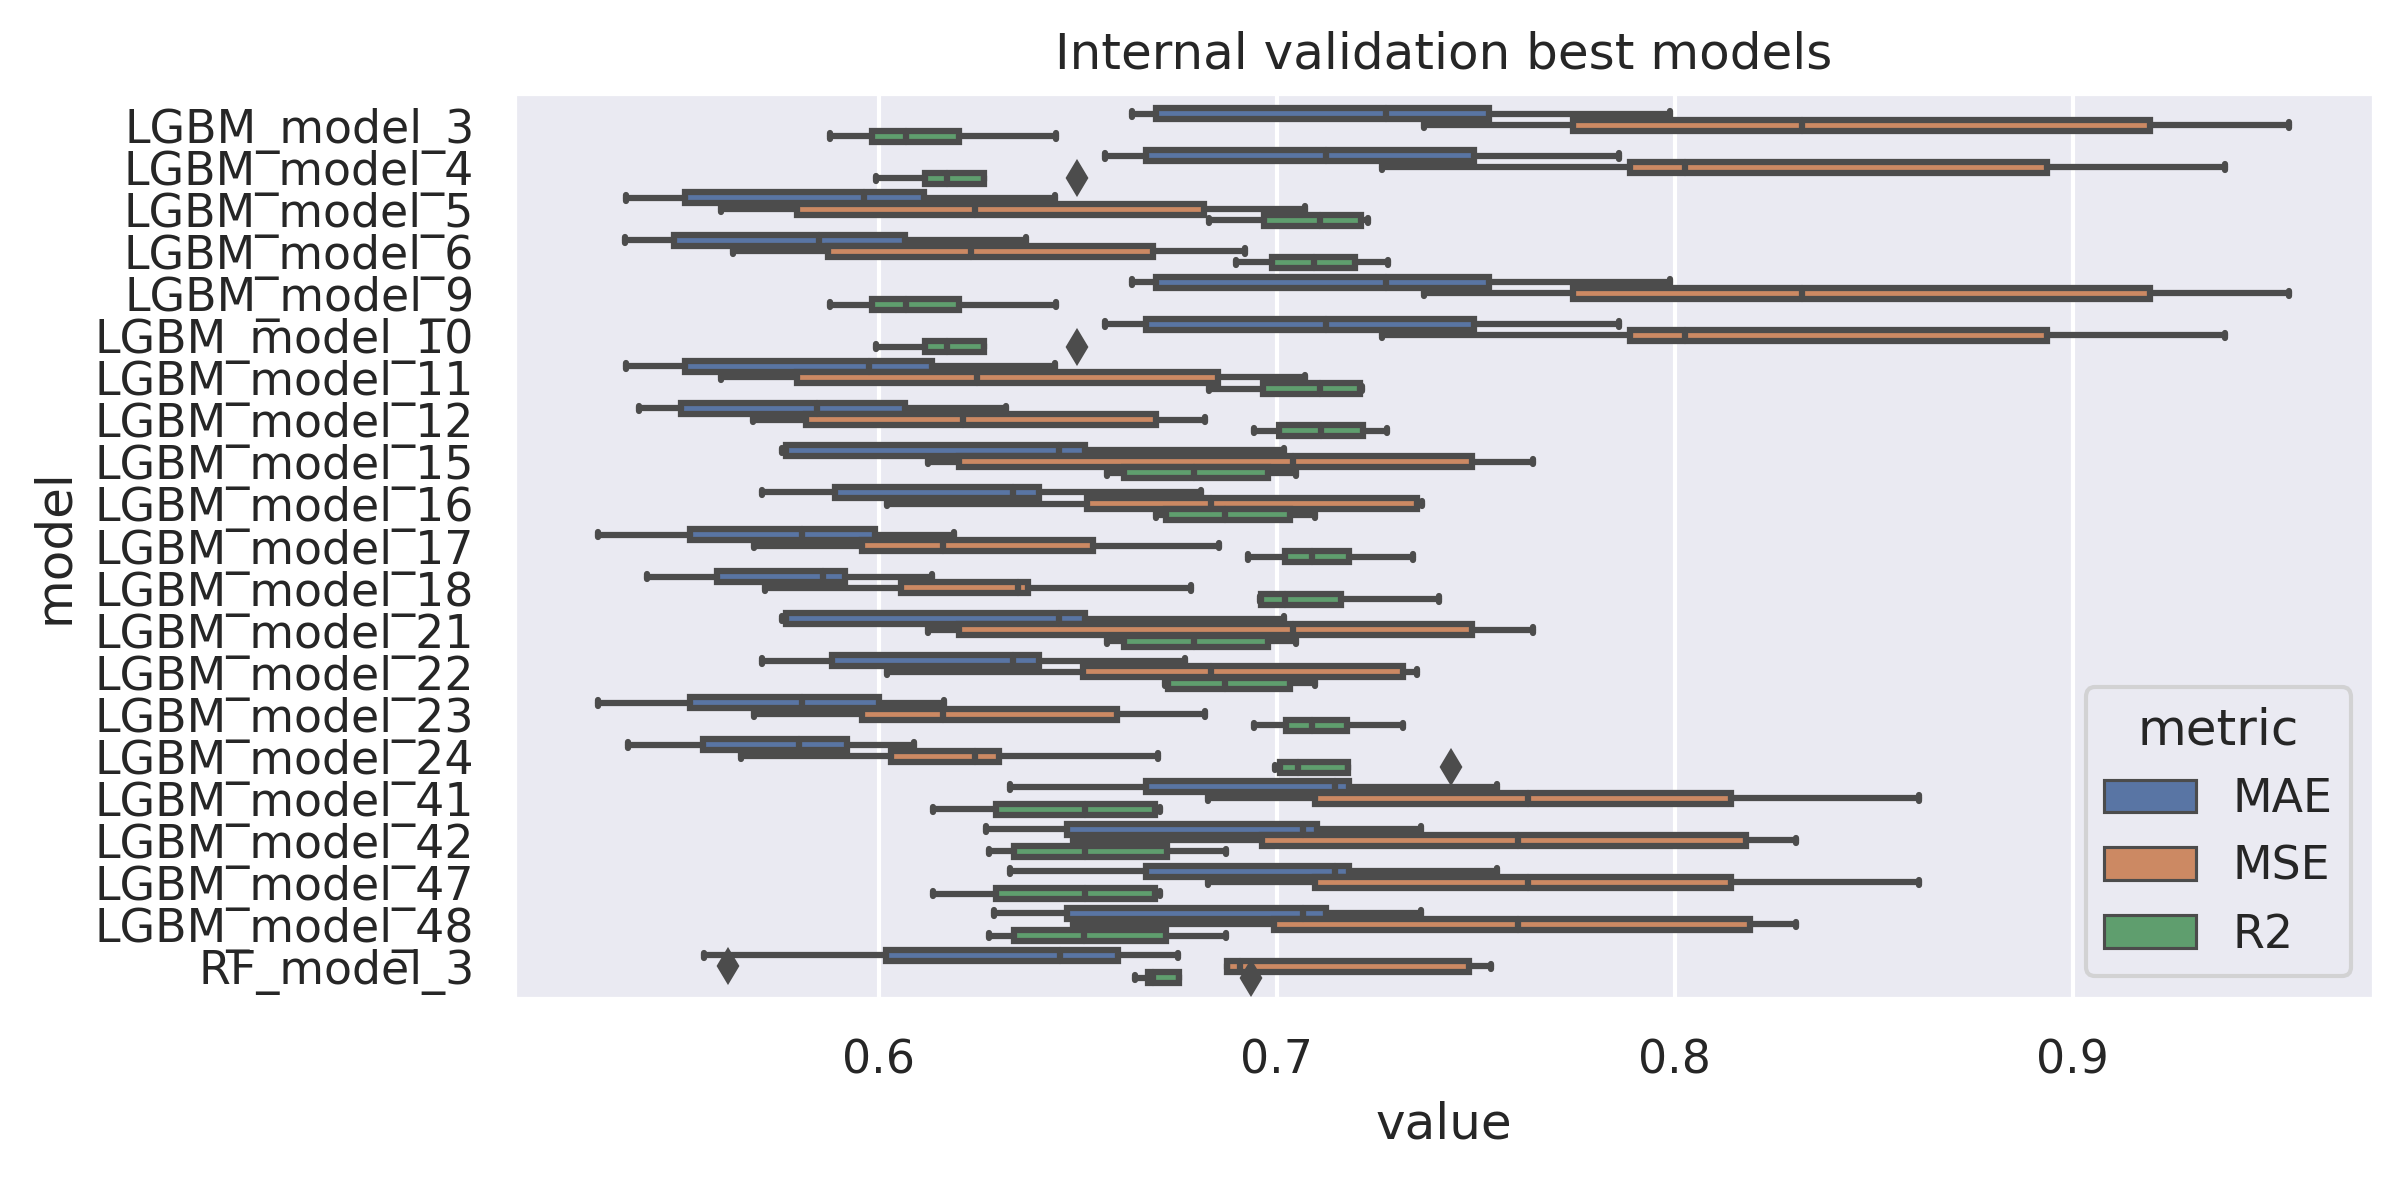 Internal validation best models
model
LGBM_model_3
LGBM_model_4
LGBM_model_5
LGBM_model_6
LGBM_model_9
LGBM_model_10
LGBM_model_11
LGBM_model_12
LGBM_model_15
LGBM_model_16
LGBM_model_17
LGBM_model_18
LGBM_model_21
LGBM_model_22
LGBM_model_23
LGBM_model_24
LGBM_model_41
LGBM_model_42
LGBM_model_47
LGBM_model_48
RF_model_3
metric
MAE
MSE
R2
0.6 0.7 0.8 0.9
value